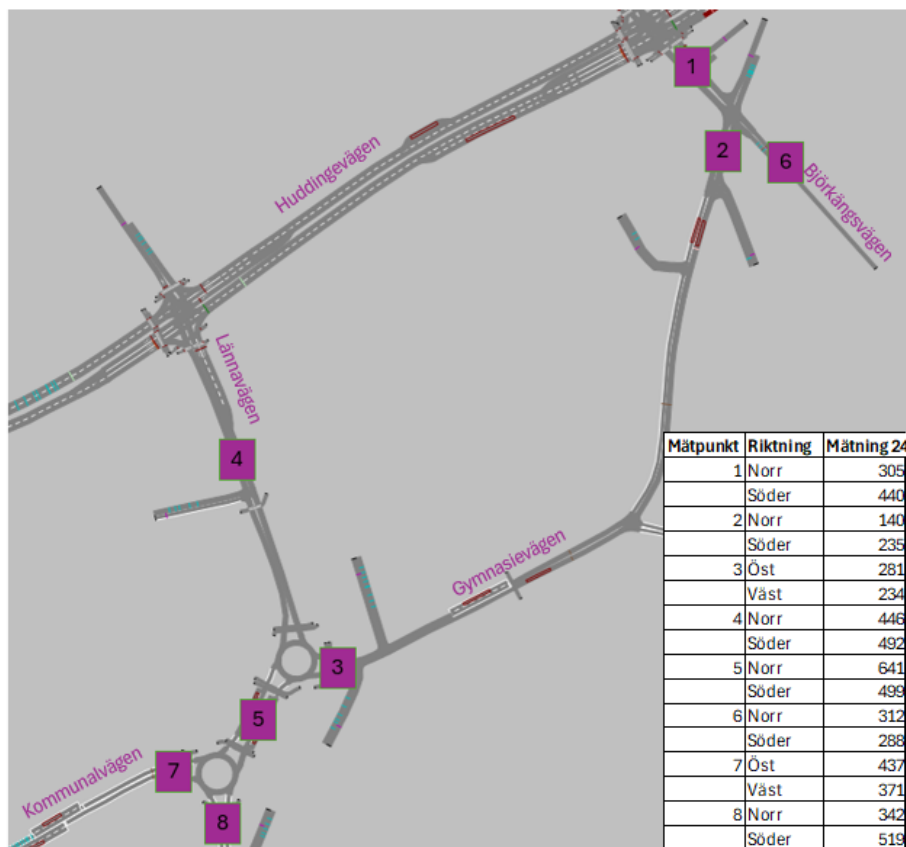 1
2
Huddingevägen
6
Björkängsvägen
Lännavägen
4
Gymnasievägen
3
5
Kommunalvägen
7
8
Mätpunkt Riktning Mätning 24
1 Norr 305
Söder 440
2 Norr 140
Söder 235
3 Öst 281
Väst 234
4 Norr 446
Söder 492
5 Norr 641
Söder 499
6 Norr 312
Söder 288
7 Öst 437
Väst 371
8 Norr 342
Söder 519